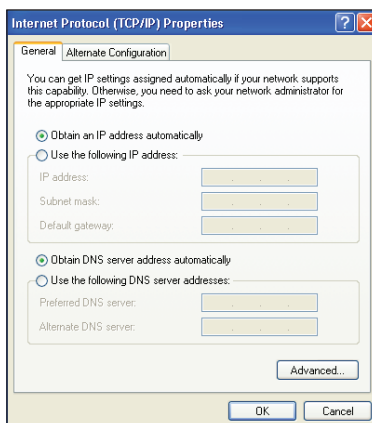 Internet Protocol (TCP/IP) Properties
General Alternate Configuration
You can get IP settings assigned automatically if your network supports
this capability. Otherwise, you need to ask your network administrator for
the appropriate IP settings.
Obtain an IP address automatically
Use the following IP address:
IP address:
Subnet mask:
Default gateway:
Obtain DNS server address automatically
Use the following DNS server addresses:
Preferred DNS server:
Alternate DNS server:
Advanced...
OK Cancel